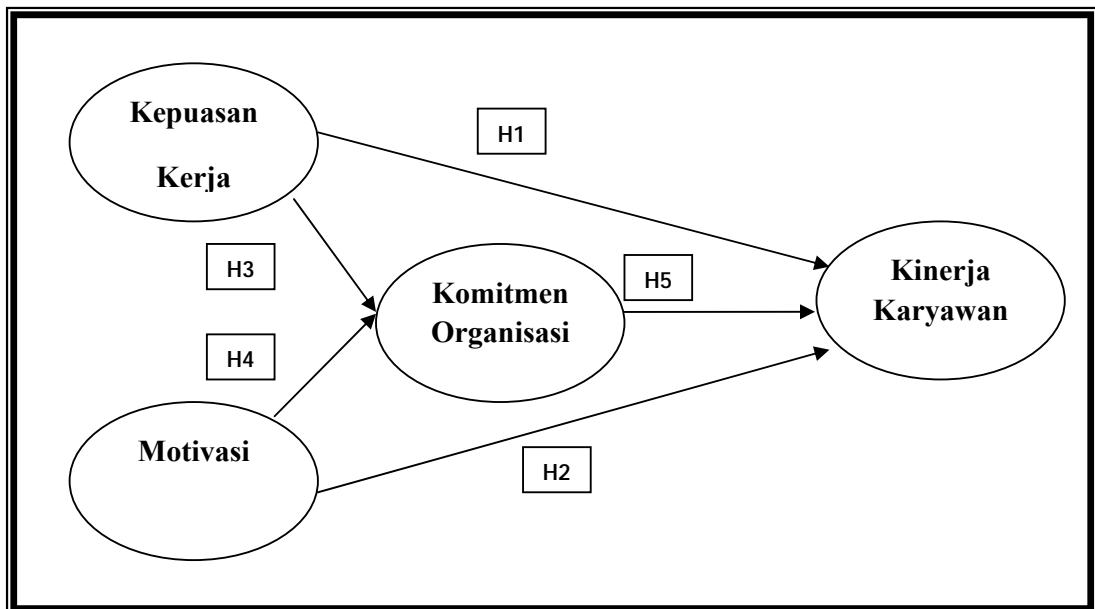 Kepuasan
Kerja
H1
H3
Komitmen
Organisasi
H5
Kinerja
Karyawan
H4
Motivasi
H2